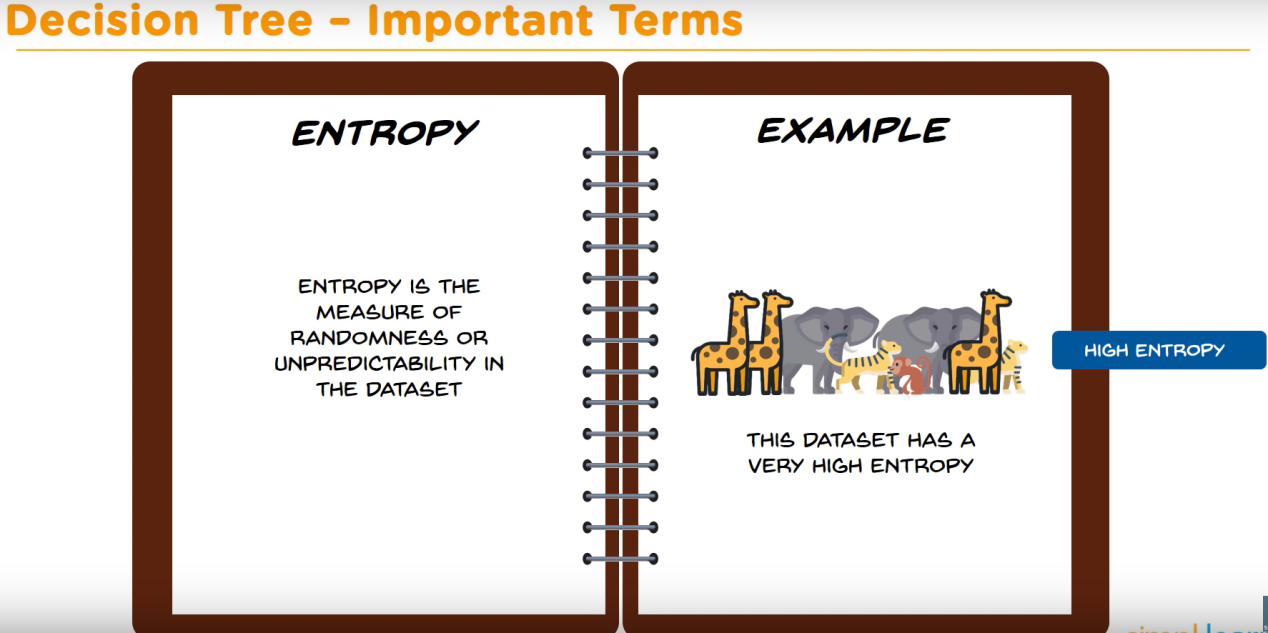 Decision Tree – Important Terms
ENTROPY
ENTROPY IS THE
MEASURE OF
RANDOMNESS OR
UNPREDICTABILITY IN
THE DATASET
EXAMPLE
THIS DATASET HAS A
VERY HIGH ENTROPY
HIGH ENTROPY